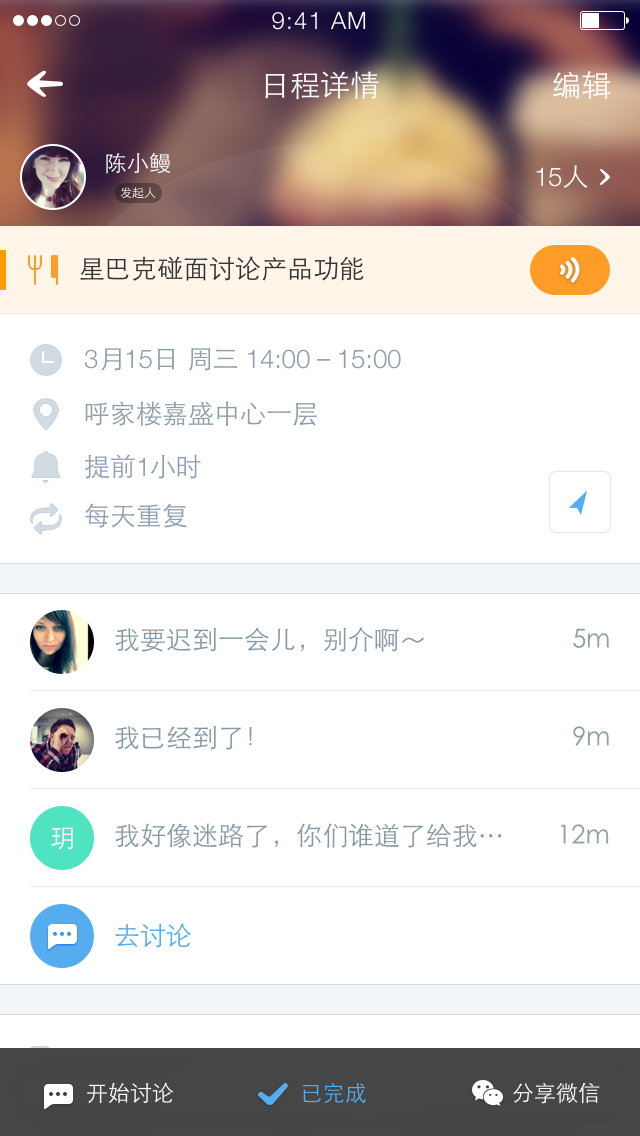 9:41 AM
日程详情
编辑
陈小鳗
发起人
15人
星巴克碰面讨论产品功能
3月15日 周三 14:00 – 15:00
呼家楼嘉盛中心一层
提前1小时
每天重复
我要迟到一会儿，别介啊～
5m
我已经到了！
9m
玥
我好像迷路了，你们谁道了给我…
12m
去讨论
开始讨论
已完成
分享微信